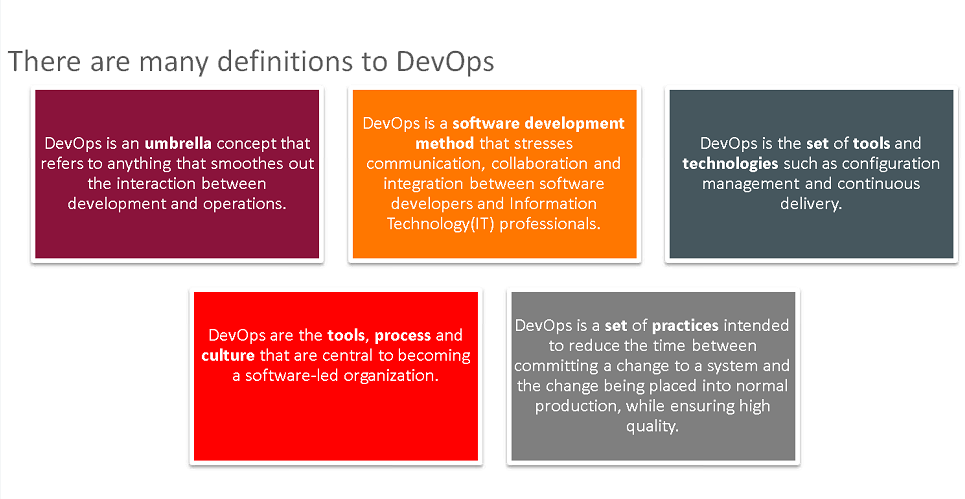 There are many definitions to DevOps
DevOps is an umbrella concept that
refers to anything that smoothes out
the interaction between
development and operations.
DevOps is a software development
method that stresses
communication, collaboration and
integration between software
developers and Information
Technology(IT) professionals.
DevOps is the set of tools and
technologies such as configuration
management and continuous
delivery.
DevOps are the tools, process and
culture that are central to becoming
a software-led organization.
DevOps is a set of practices intended
to reduce the time between
committing a change to a system and
the change being placed into normal
production, while ensuring high
quality.